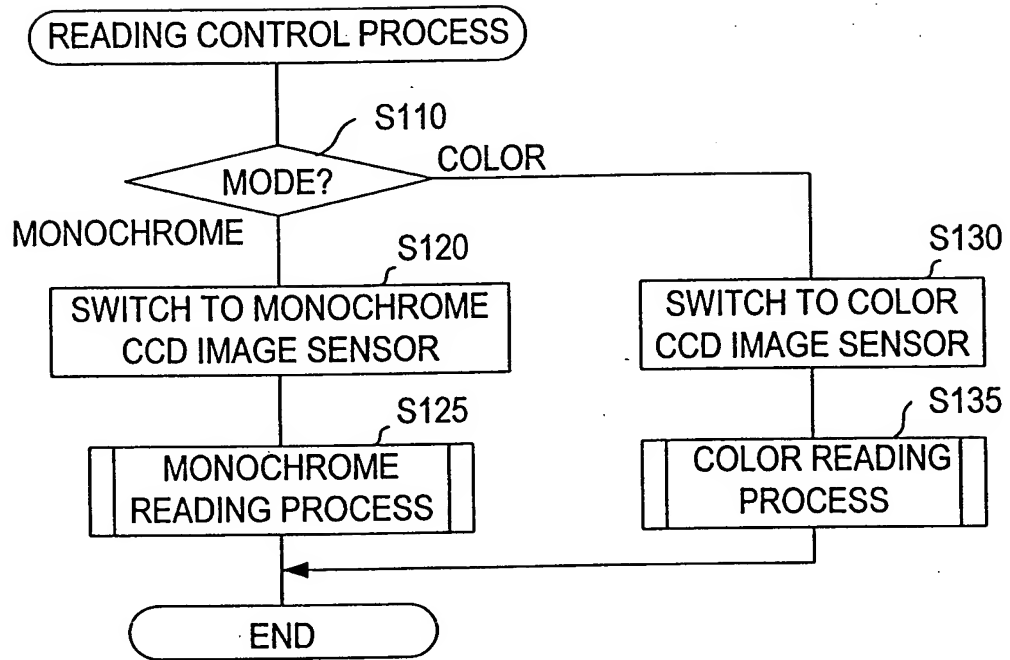 READING CONTROL PROCESS
S110
MODE?
COLOR
MONOCHROME
S120
SWITCH TO MONOCHROME
CCD IMAGE SENSOR
S130
SWITCH TO COLOR
CCD IMAGE SENSOR
S125
MONOCHROME
READING PROCESS
S135
COLOR READING
PROCESS
END